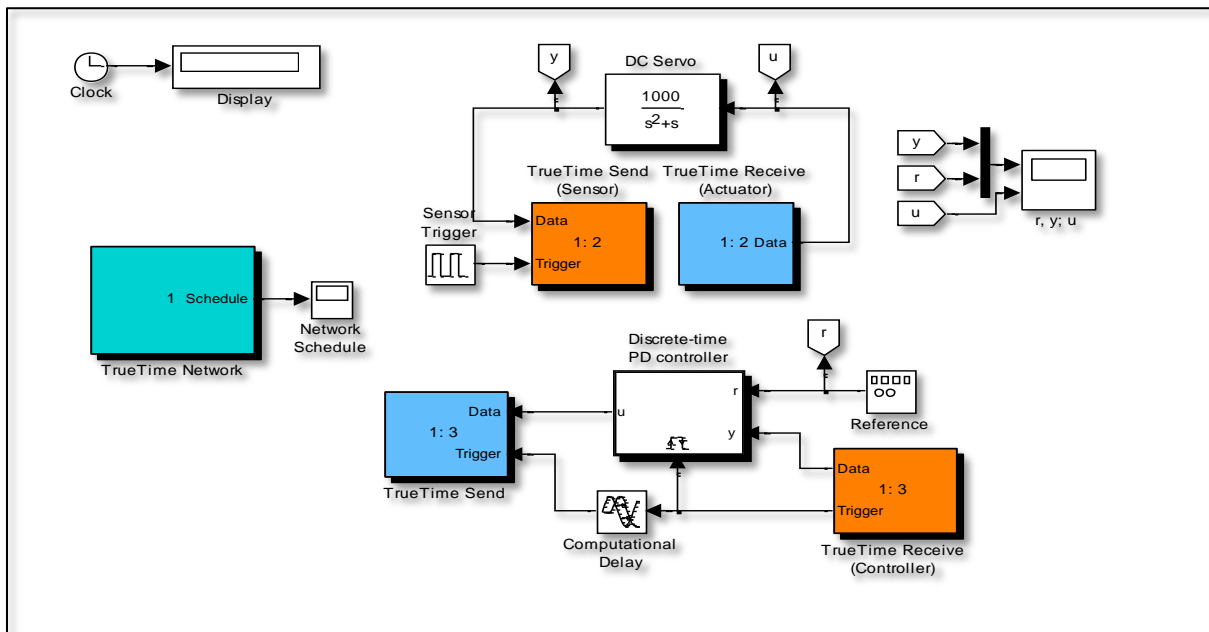 Clock
Display
y
DC Servo
1000
s2+s
u
TrueTime Send
(Sensor)
Data
1: 2
Trigger
Sensor
Trigger
TrueTime Receive
(Actuator)
1: 2 Data
y
r
u
r, y; u
1 Schedule
TrueTime Network
Network
Schedule
Discrete-time
PD controller
r
u
r
y
Reference
Data
1: 3
Trigger
TrueTime Send
Computational
Delay
Data
1: 3
Trigger
TrueTime Receive
(Controller)